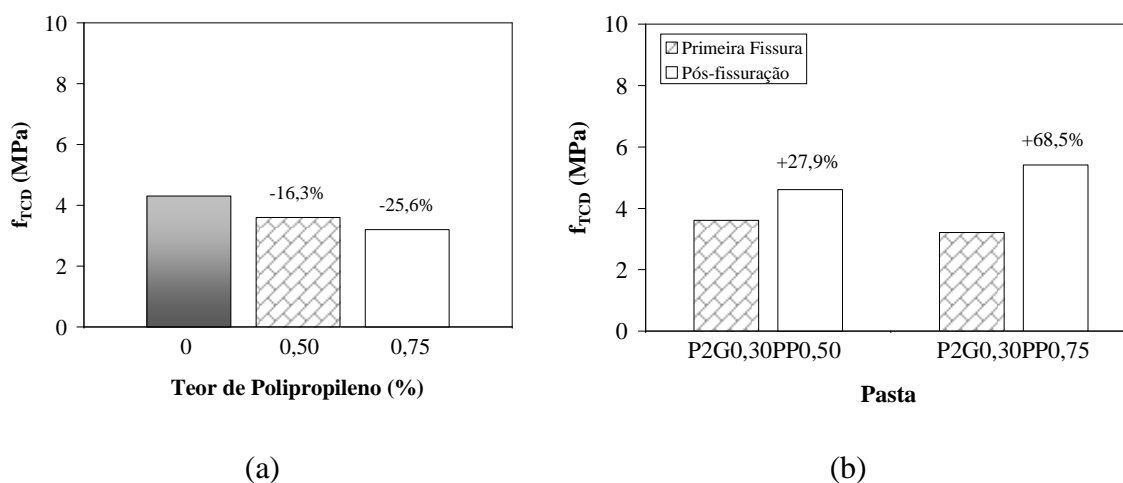 10
8
6
4
2
0
f_TCD (MPa)
-16,3%
-25,6%
0
0,50
0,75
Teor de Polipropileno (%)
(a)
10
8
6
4
2
0
f_TCD (MPa)
Primeira Fissura
Pós-fissuração
+27,9%
+68,5%
P2G0,30PP0,50
P2G0,30PP0,75
Pasta
(b)